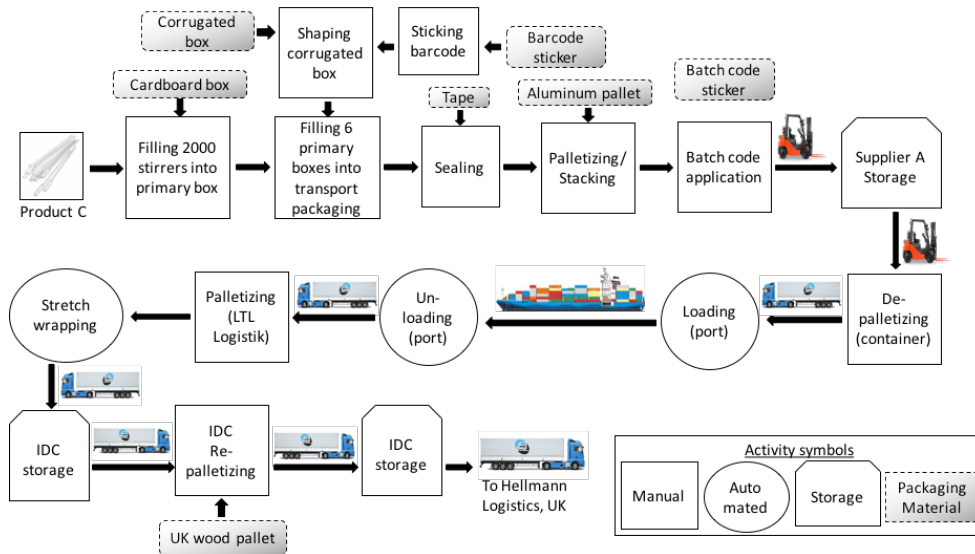 Corrugated
box
Shaping
corrugated
box
Sticking
barcode
Barcode
sticker
Batch code
sticker
Cardboard box
Tape
Aluminum pallet
Product C
Filling 2000
stirrers into
primary box
Filling 6
primary
boxes into
transport
packaging
Sealing
Palletizing/
Stacking
Batch code
application
Supplier A
Storage
Stretch
wrapping
Palletizing
(LTL
Logistik)
Un-
loading
(port)
Loading
(port)
De-
palletizing
(container)
IDC
storage
IDC
Re-
palletizing
IDC
storage
To Hellmann
Logistics, UK
UK wood pallet
Activity symbols
Manual
Auto
mated
Storage
Packaging
Material